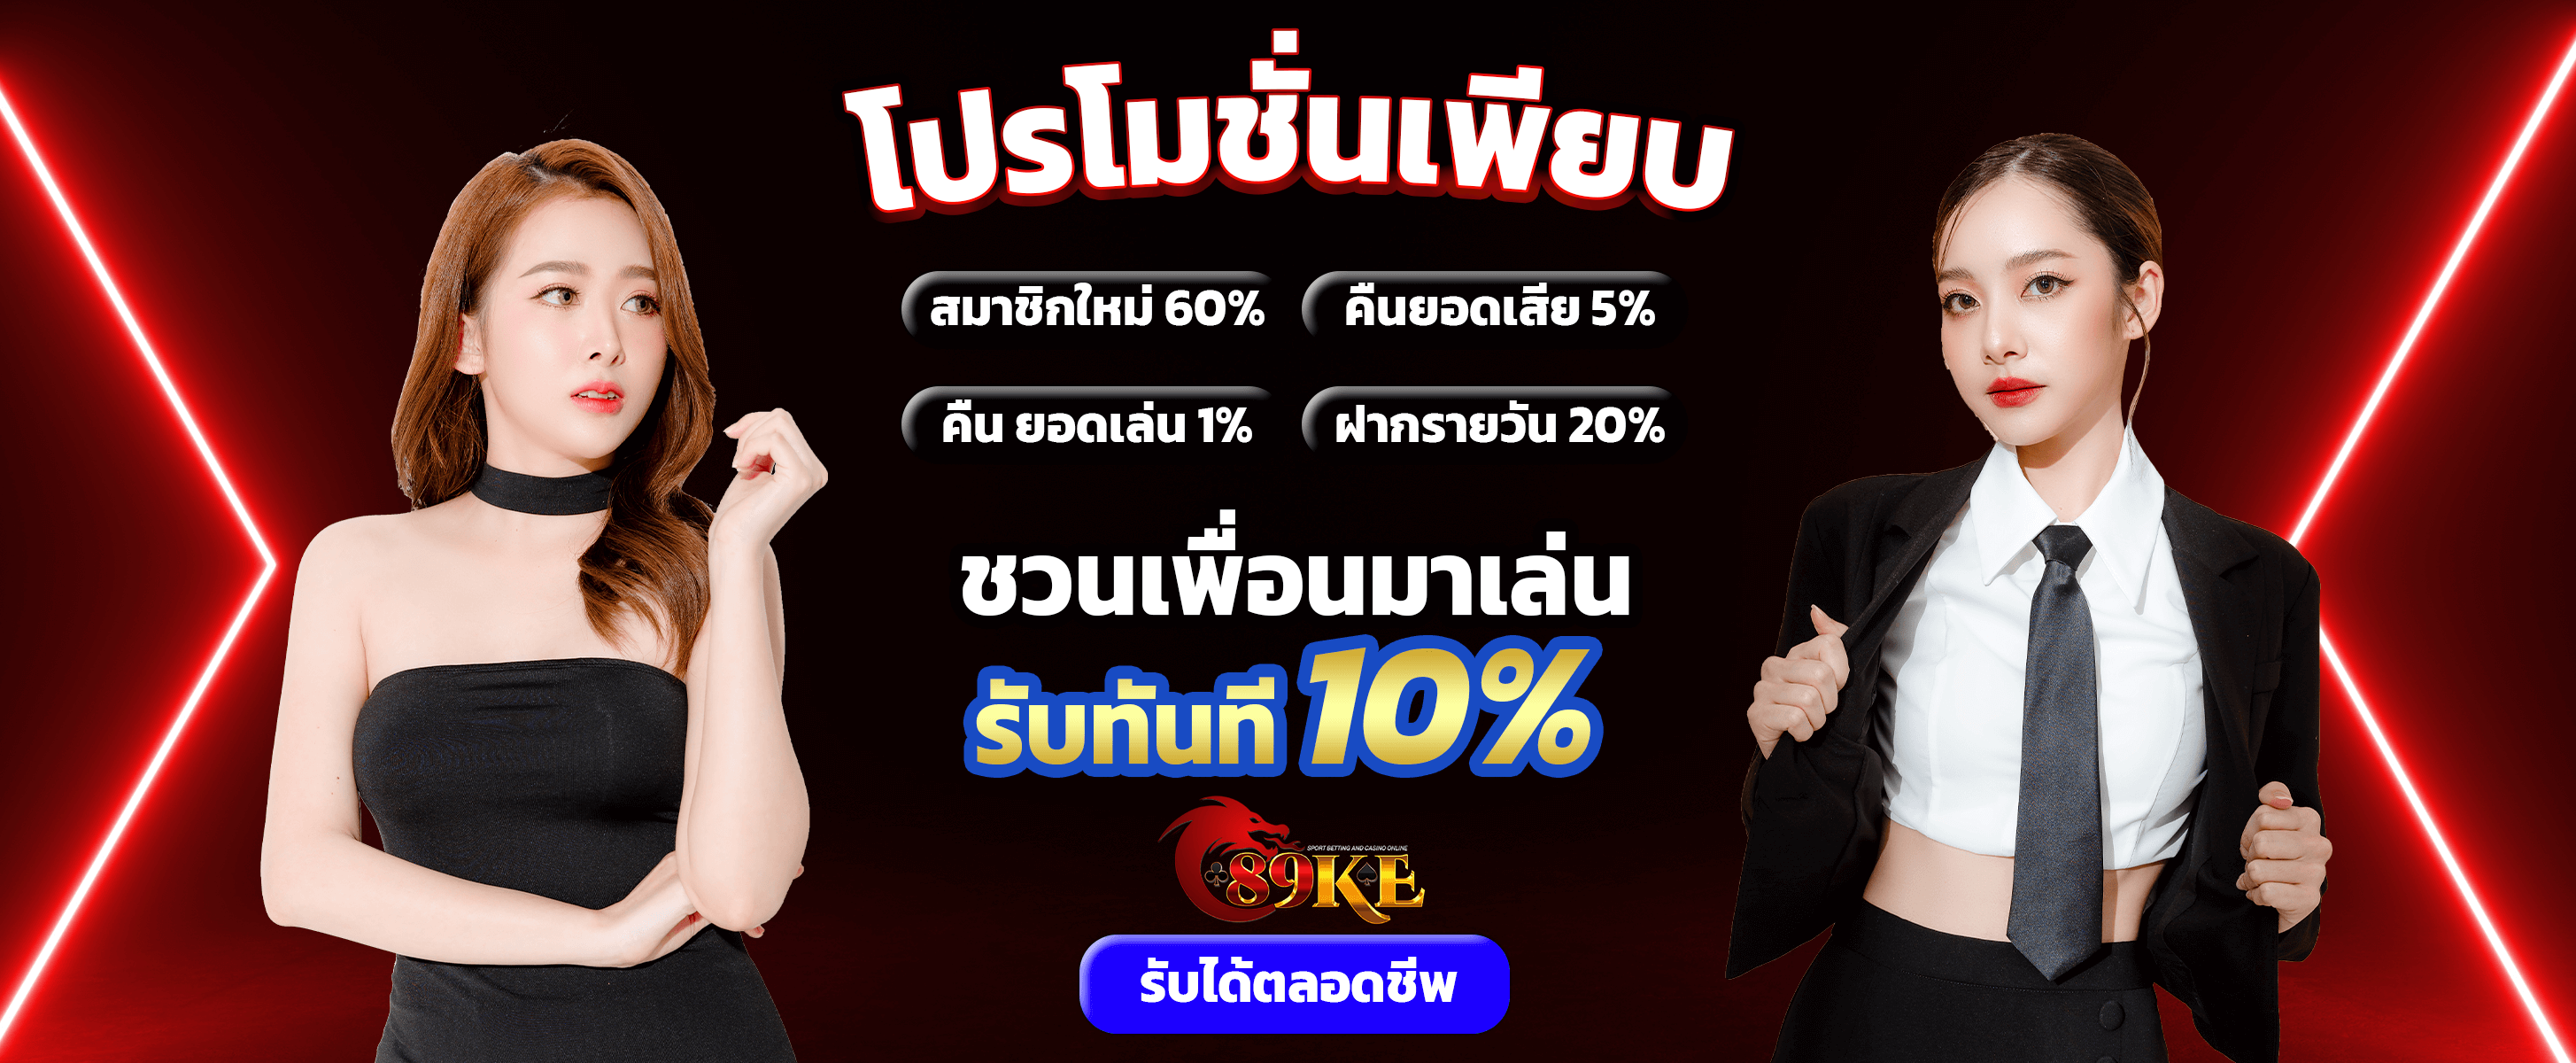 โปรโมชั่นเพียบ
สมาชิกใหม่ 60%
คืนยอดเสีย 5%
คืน ยอดเล่น 1%
ฝากรายวัน 20%
ชวนเพื่อนมาเล่น
รับทันที 10%
SPORT BETTING AND CASINO ONLINE
89KE
รับได้ตลอดชีพ